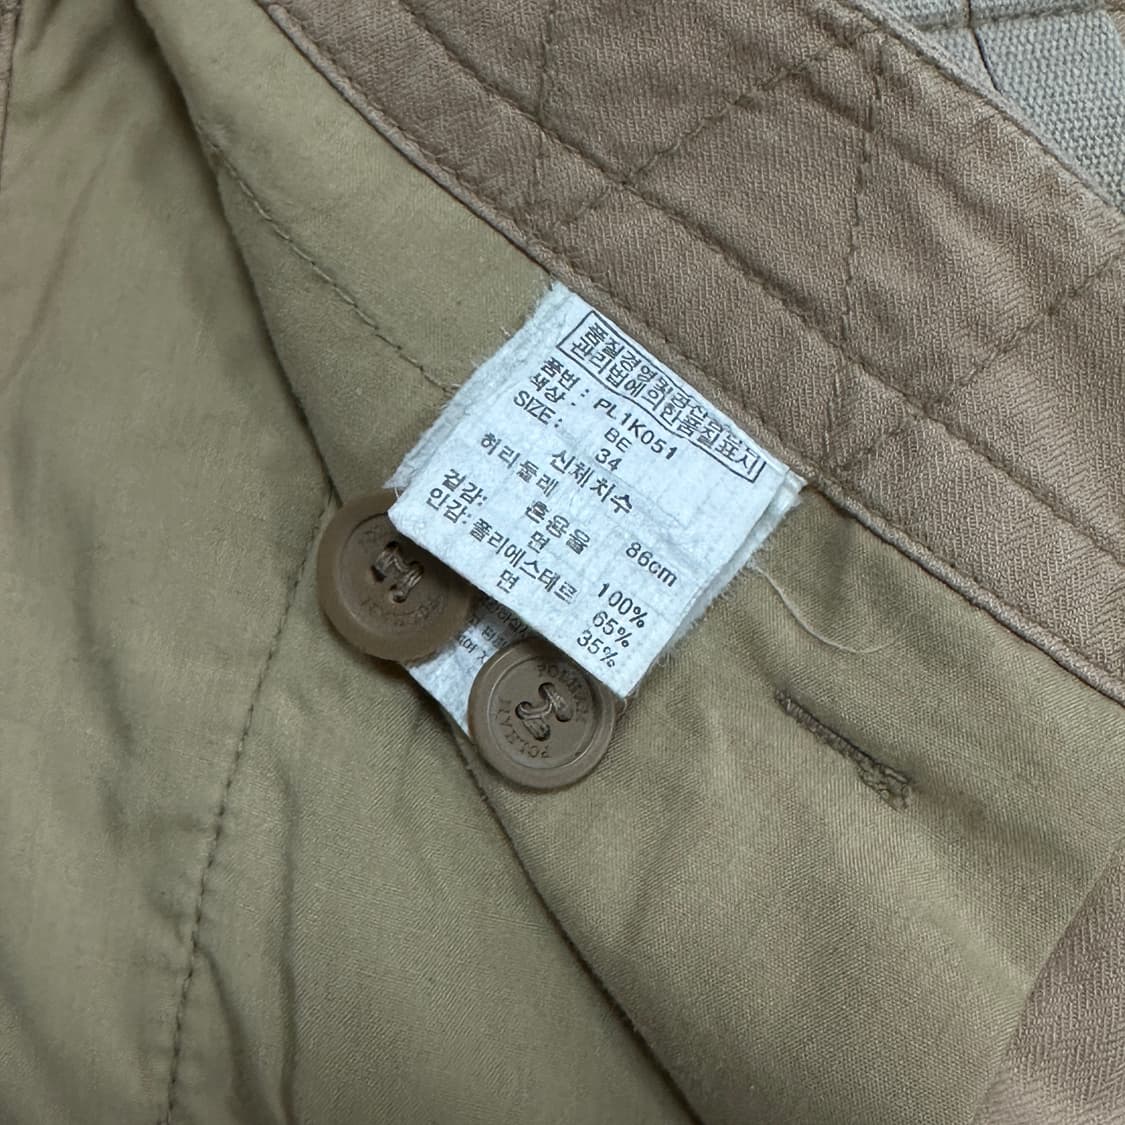 품질경영및공산품안전
관리법에의한품질표시
품번 : PL1K051
색상 : BE
SIZE : 34
신체치수
허리둘레 86cm
혼용율
겉감: 면 100%
안감: 폴리에스테르 65%
면 35%
POLHAM
POLHAM